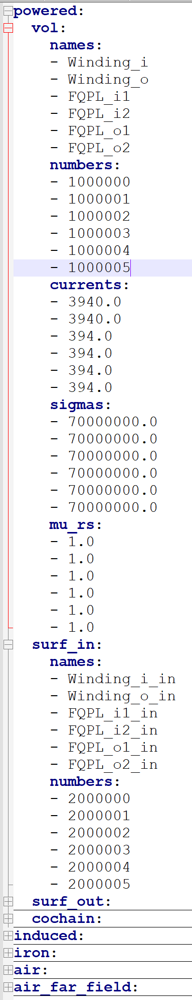 powered:
  vol:
    names:
    - Winding_i
    - Winding_o
    - FQPL_i1
    - FQPL_i2
    - FQPL_o1
    - FQPL_o2
    numbers:
    - 1000000
    - 1000001
    - 1000002
    - 1000003
    - 1000004
    - 1000005
    currents:
    - 3940.0
    - 3940.0
    - 394.0
    - 394.0
    - 394.0
    - 394.0
    sigmas:
    - 70000000.0
    - 70000000.0
    - 70000000.0
    - 70000000.0
    - 70000000.0
    - 70000000.0
    mu_rs:
    - 1.0
    - 1.0
    - 1.0
    - 1.0
    - 1.0
    - 1.0
  surf_in:
    names:
    - Winding_i_in
    - Winding_o_in
    - FQPL_i1_in
    - FQPL_i2_in
    - FQPL_o1_in
    - FQPL_o2_in
    numbers:
    - 2000000
    - 2000001
    - 2000002
    - 2000003
    - 2000004
    - 2000005
  surf_out:
  cochain:
induced:
iron:
air:
air_far_field: